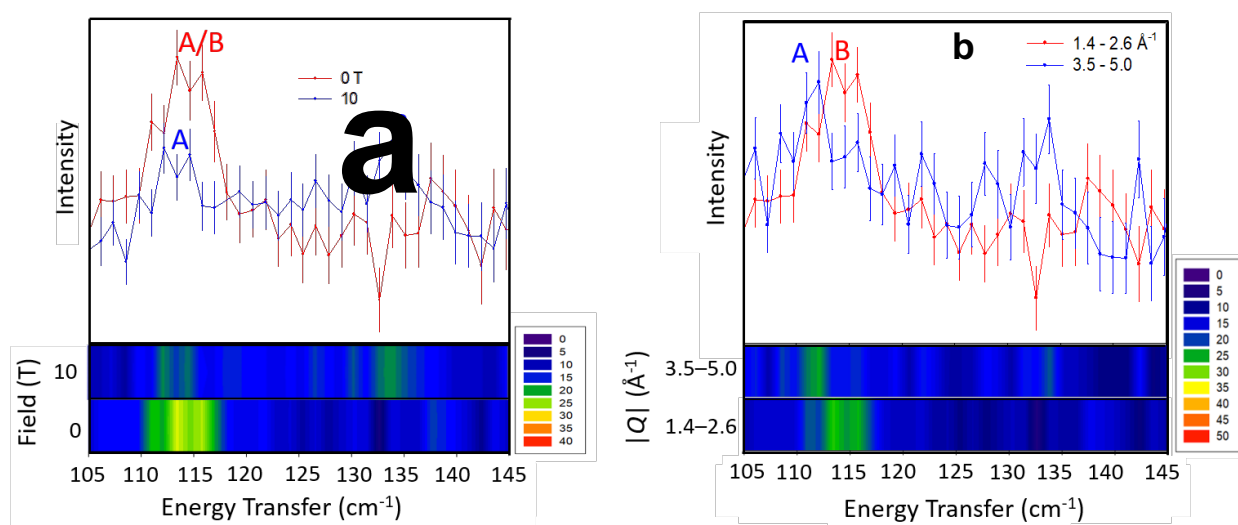 A/B
0 T
10
A
a
Intensity
Field (T)
10
0
0
5
10
15
20
25
30
35
40
105 110 115 120 125 130 135 140 145
Energy Transfer (cm-1)
b
1.4 - 2.6 Å-1
3.5 - 5.0
A B
Intensity
|Q| (Å-1)
3.5–5.0
1.4–2.6
0
5
10
15
20
25
30
35
40
45
50
105 110 115 120 125 130 135 140 145
Energy Transfer (cm-1)